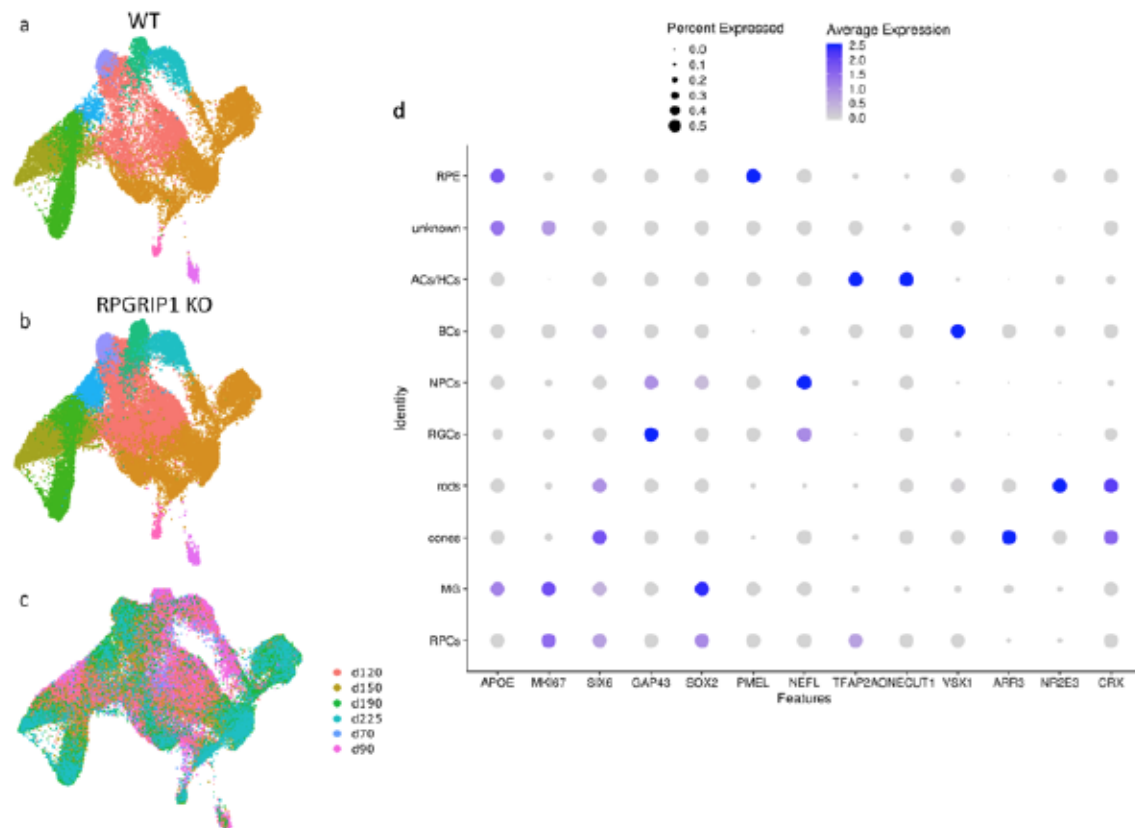 a
WT
b
RPGRIP1 KO
c
d120
d150
d190
d225
d70
d90
d
Percent Expressed
0.0
0.1
0.2
0.3
0.4
0.5
Average Expression
2.5
2.0
1.5
1.0
0.5
0.0
Identity
RPE
unknown
ACs/HCs
BCs
NPCs
RGCs
rods
cones
MG
RPCs
APOE MKI67 SIX6 GAP43 SOX2 PMEL NEFL TFAP2A ONECUT1 VSX1 ARR3 NR2E3 CRX
Features